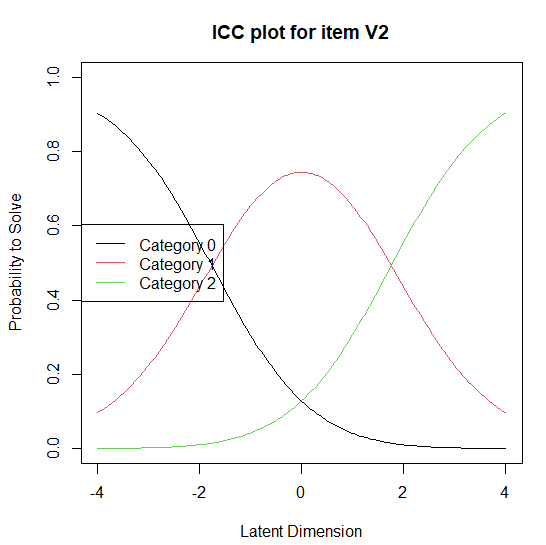 ICC plot for item V2
Probability to Solve
1.0
0.8
0.6
0.4
0.2
0.0
Category 0
Category 1
Category 2
-4 -2 0 2 4
Latent Dimension